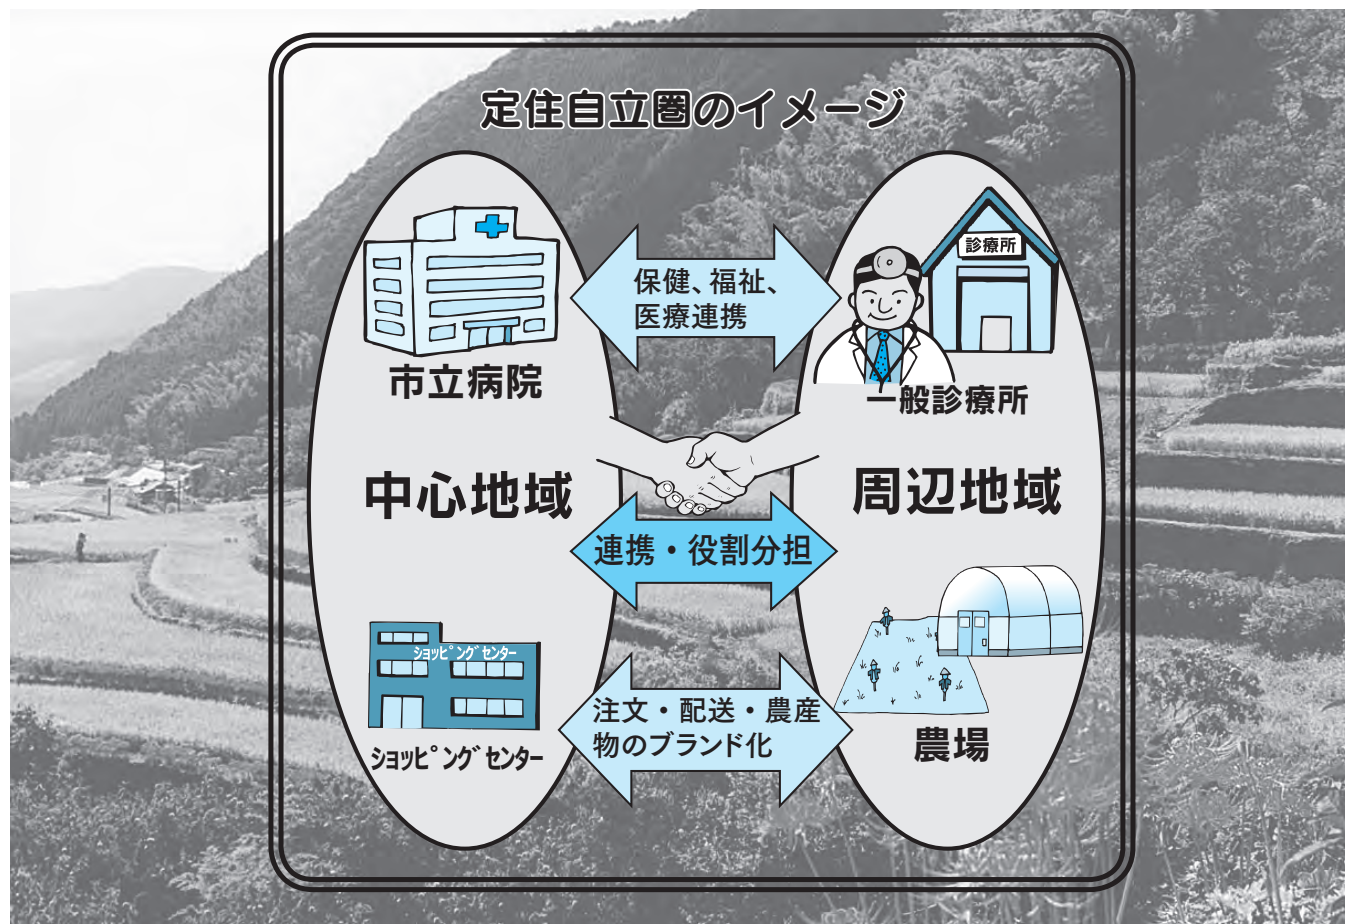 定住自立圏のイメージ
診療所
保健、福祉、
医療連携
市立病院
一般診療所
中心地域
周辺地域
連携・役割分担
ショッピングセンター
注文・配送・農産
物のブランド化
ショッピングセンター
農場